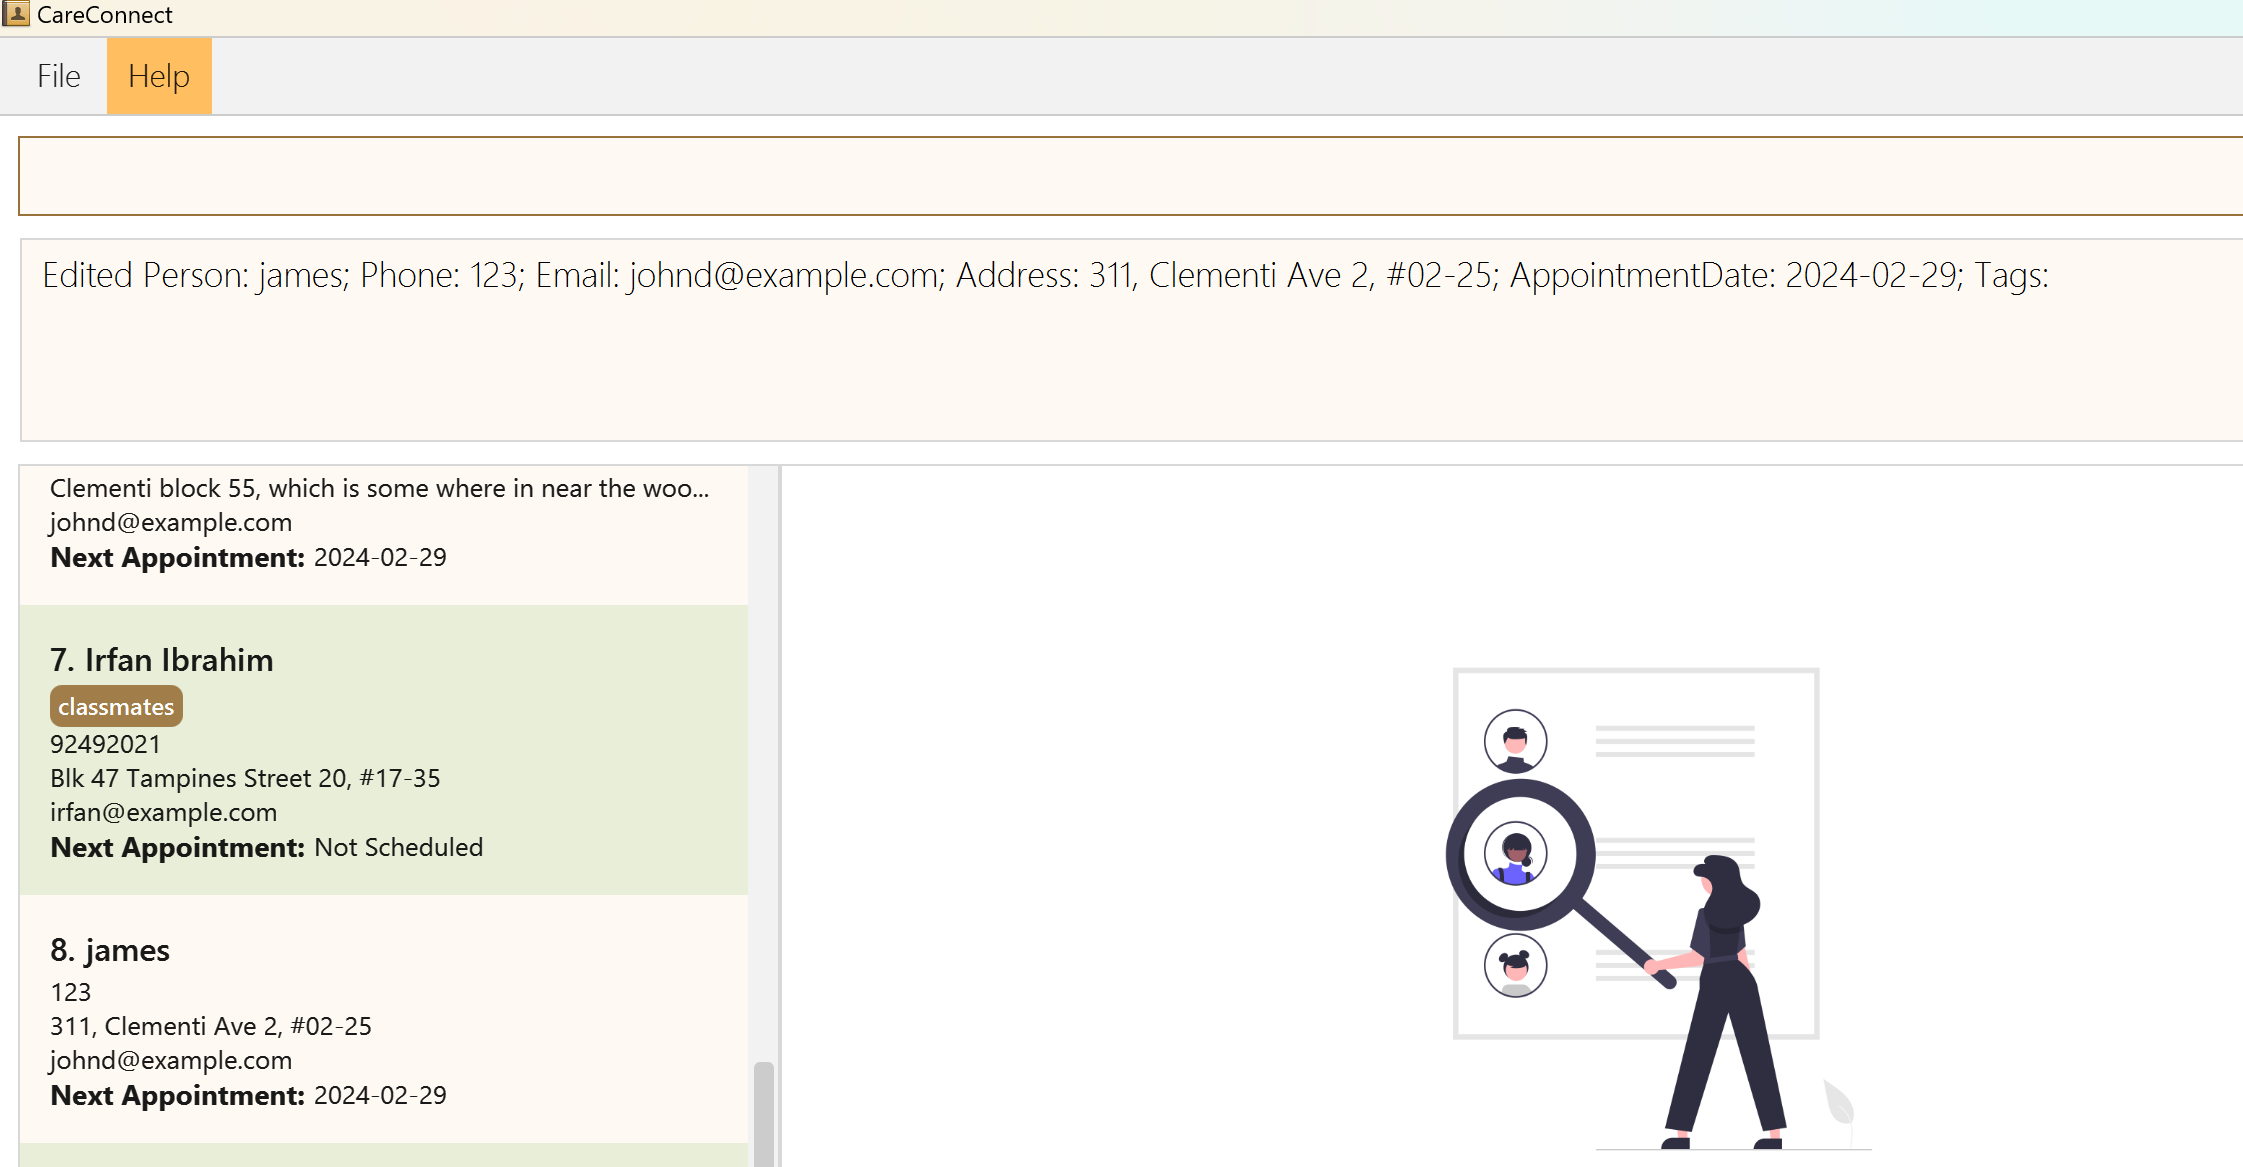 CareConnect
File Help
Edited Person: james; Phone: 123; Email: johnd@example.com; Address: 311, Clementi Ave 2, #02-25; AppointmentDate: 2024-02-29; Tags:
Clementi block 55, which is some where in near the woo...
johnd@example.com
Next Appointment: 2024-02-29
7. Irfan Ibrahim
classmates
92492021
Blk 47 Tampines Street 20, #17-35
irfan@example.com
Next Appointment: Not Scheduled
8. james
123
311, Clementi Ave 2, #02-25
johnd@example.com
Next Appointment: 2024-02-29